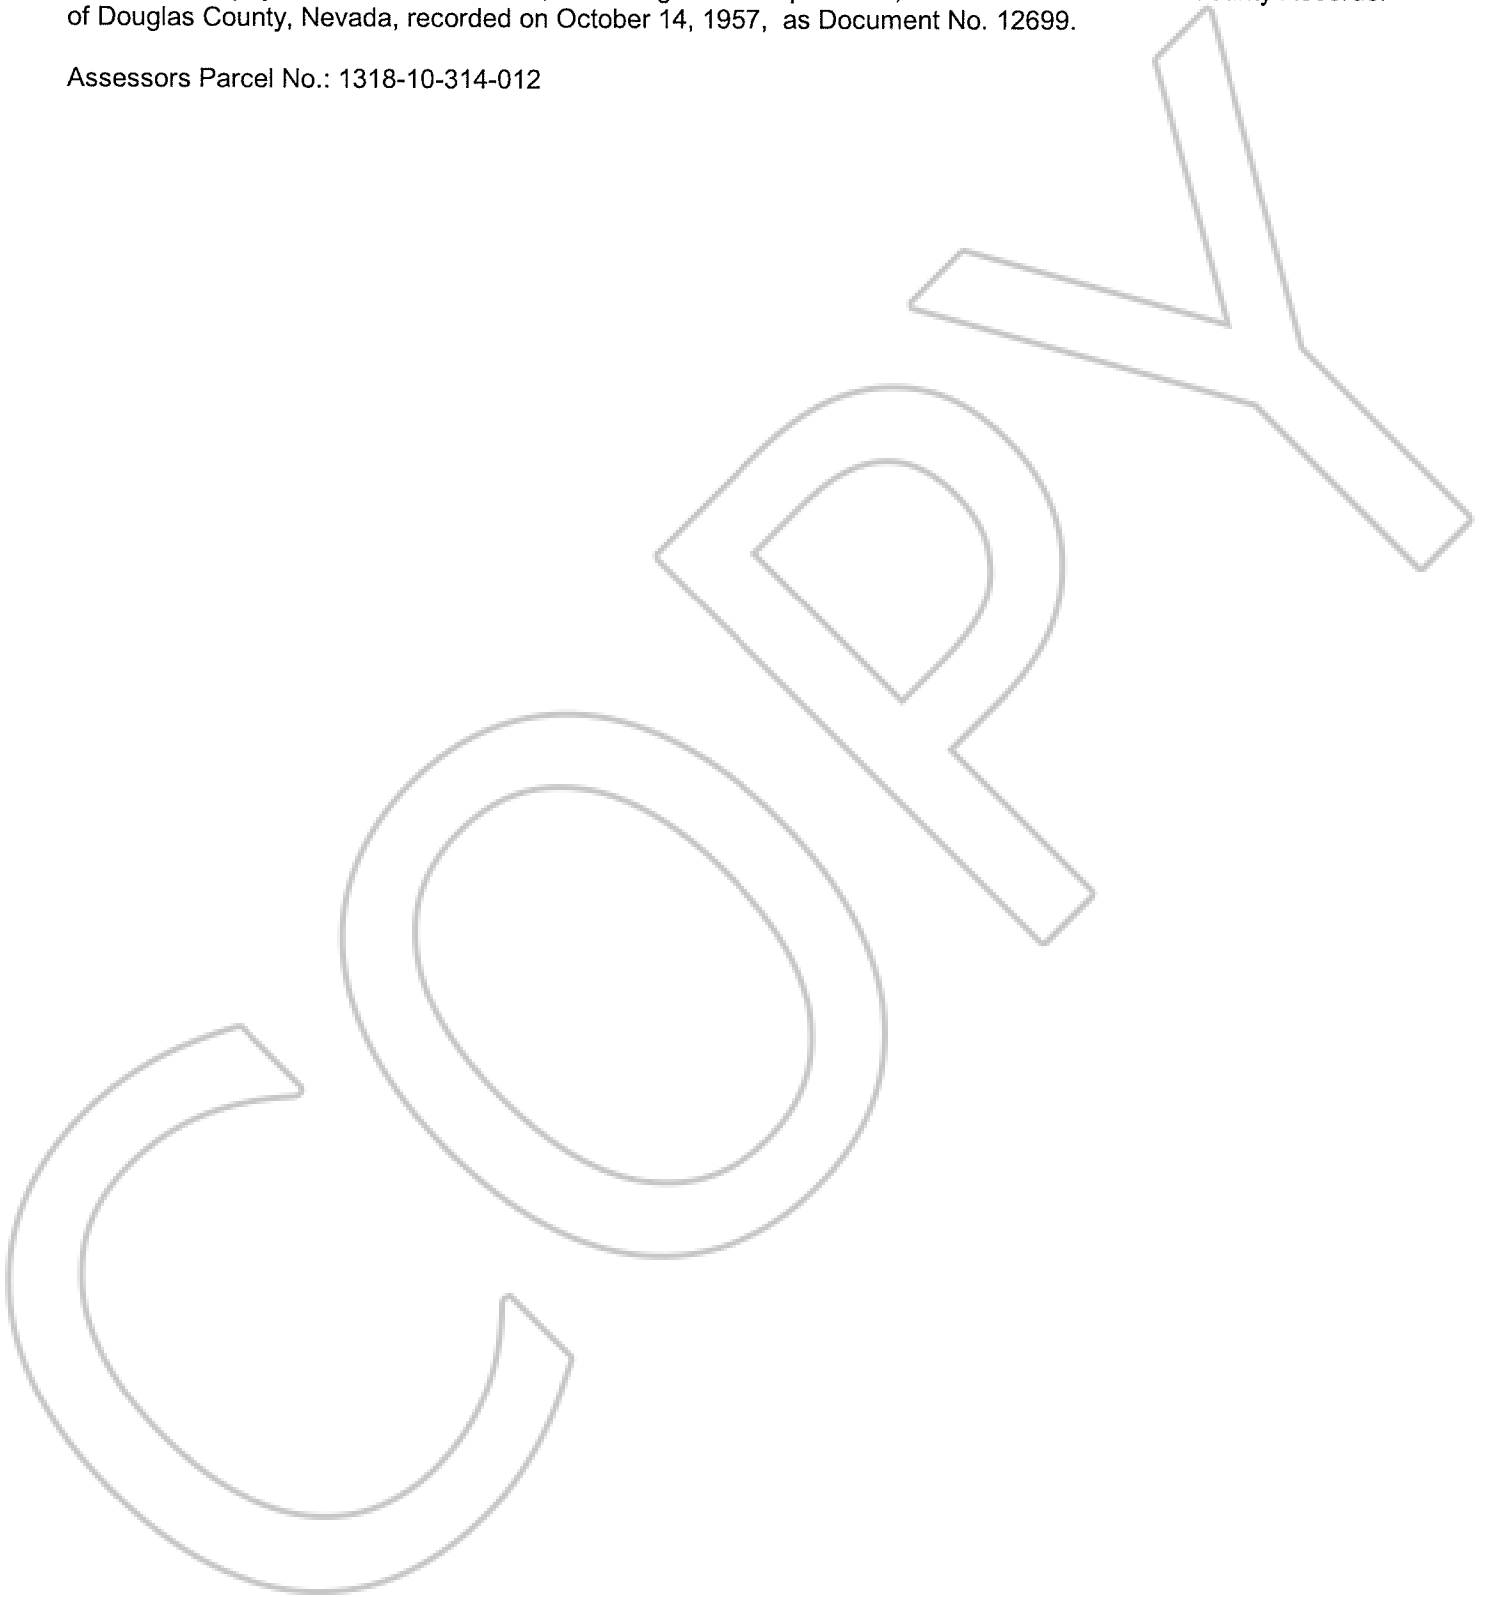 of Douglas County, Nevada, recorded on October 14, 1957, as Document No. 12699.
Assessors Parcel No.: 1318-10-314-012
COPY